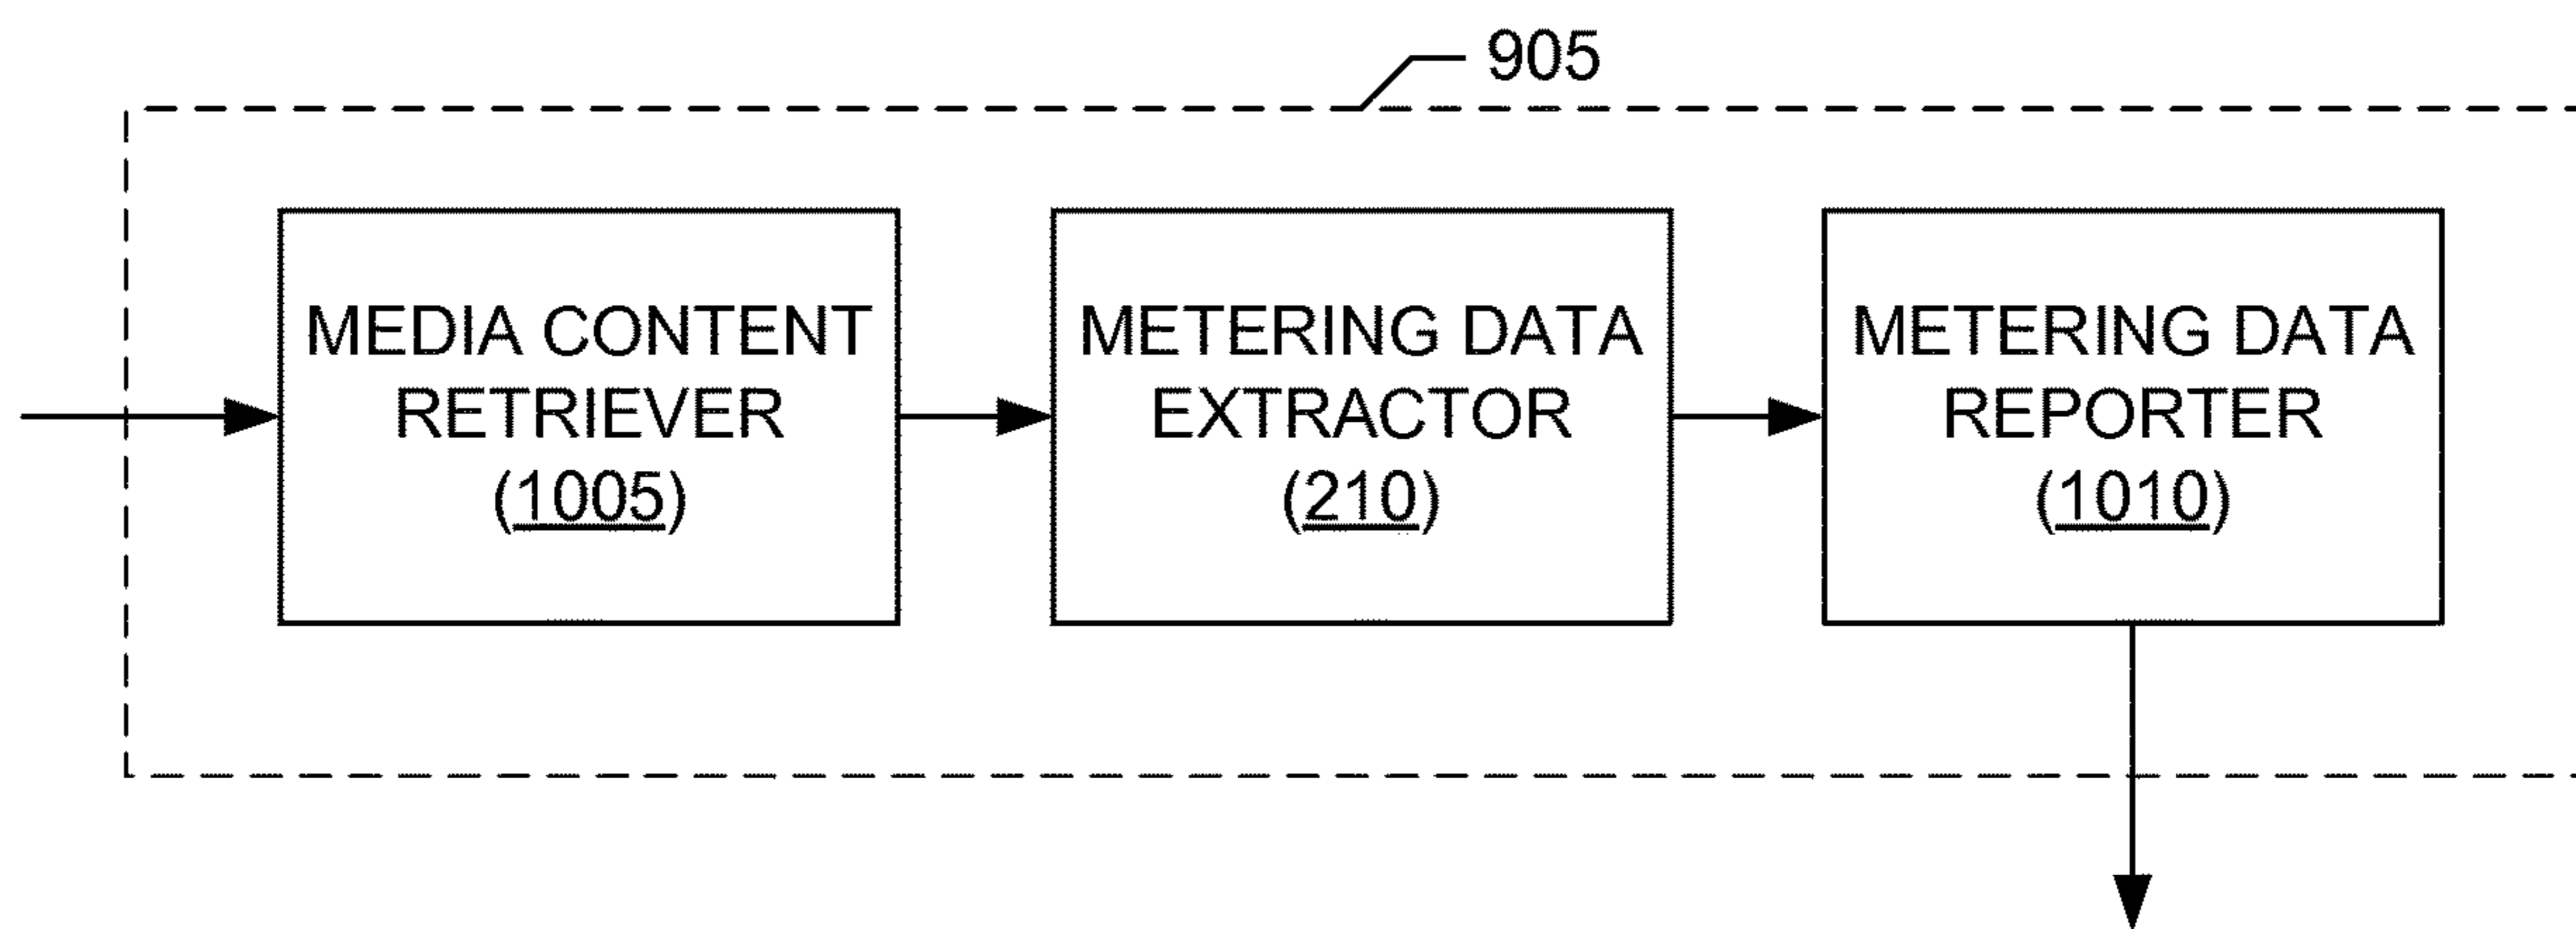 905
MEDIA CONTENT
RETRIEVER
(1005)
METERING DATA
EXTRACTOR
(210)
METERING DATA
REPORTER
(1010)